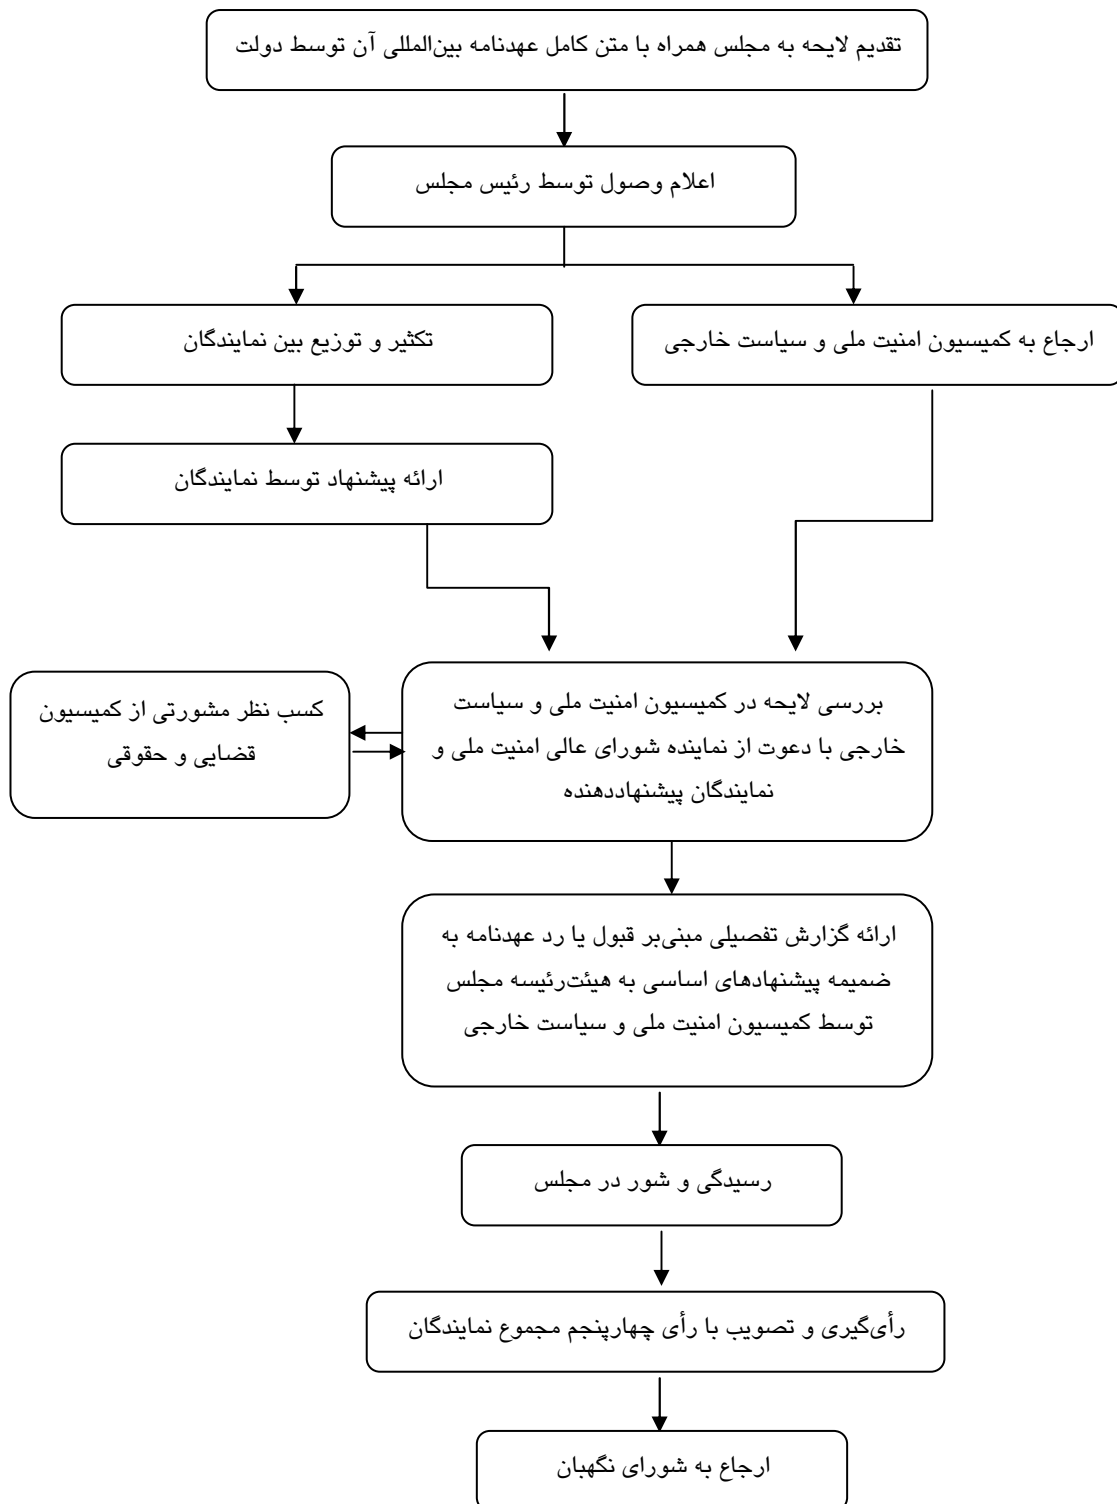 تقدیم لایحه به مجلس همراه با متن کامل عهدنامه بین‌المللی آن توسط دولت
اعلام وصول توسط رئیس مجلس
ارجاع به کمیسیون امنیت ملی و سیاست خارجی
تکثیر و توزیع بین نمایندگان
ارائه پیشنهاد توسط نمایندگان
بررسی لایحه در کمیسیون امنیت ملی و سیاست
خارجی با دعوت از نماینده شورای عالی امنیت ملی و
نمایندگان پیشنهاددهنده
کسب نظر مشورتی از کمیسیون
قضایی و حقوقی
ارائه گزارش تفصیلی مبنی‌بر قبول یا رد عهدنامه به
ضمیمه پیشنهادهای اساسی به هیئت‌رئیسه مجلس
توسط کمیسیون امنیت ملی و سیاست خارجی
رسیدگی و شور در مجلس
رأی‌گیری و تصویب با رأی چهارپنجم مجموع نمایندگان
ارجاع به شورای نگهبان